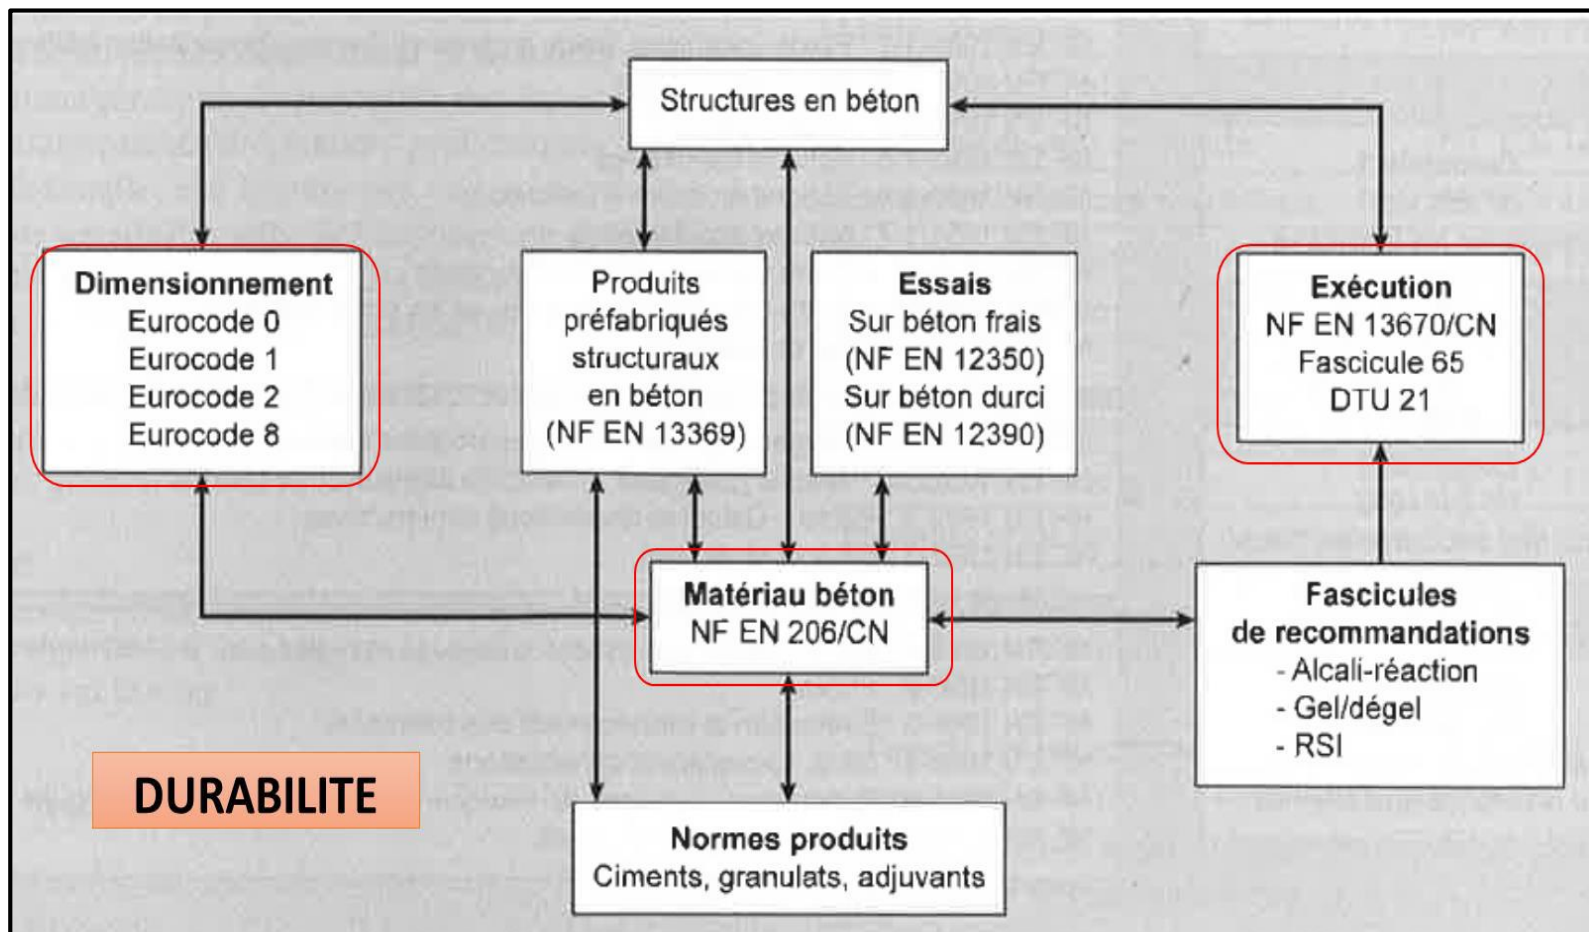 Structures en béton
Dimensionnement
Eurocode 0
Eurocode 1
Eurocode 2
Eurocode 8
Produits
préfabriqués
structuraux
en béton
(NF EN 13369)
Essais
Sur béton frais
(NF EN 12350)
Sur béton durci
(NF EN 12390)
Exécution
NF EN 13670/CN
Fascicule 65
DTU 21
Matériau béton
NF EN 206/CN
Fascicules
de recommandations
- Alcali-réaction
- Gel/dégel
- RSI
DURABILITE
Normes produits
Ciments, granulats, adjuvants